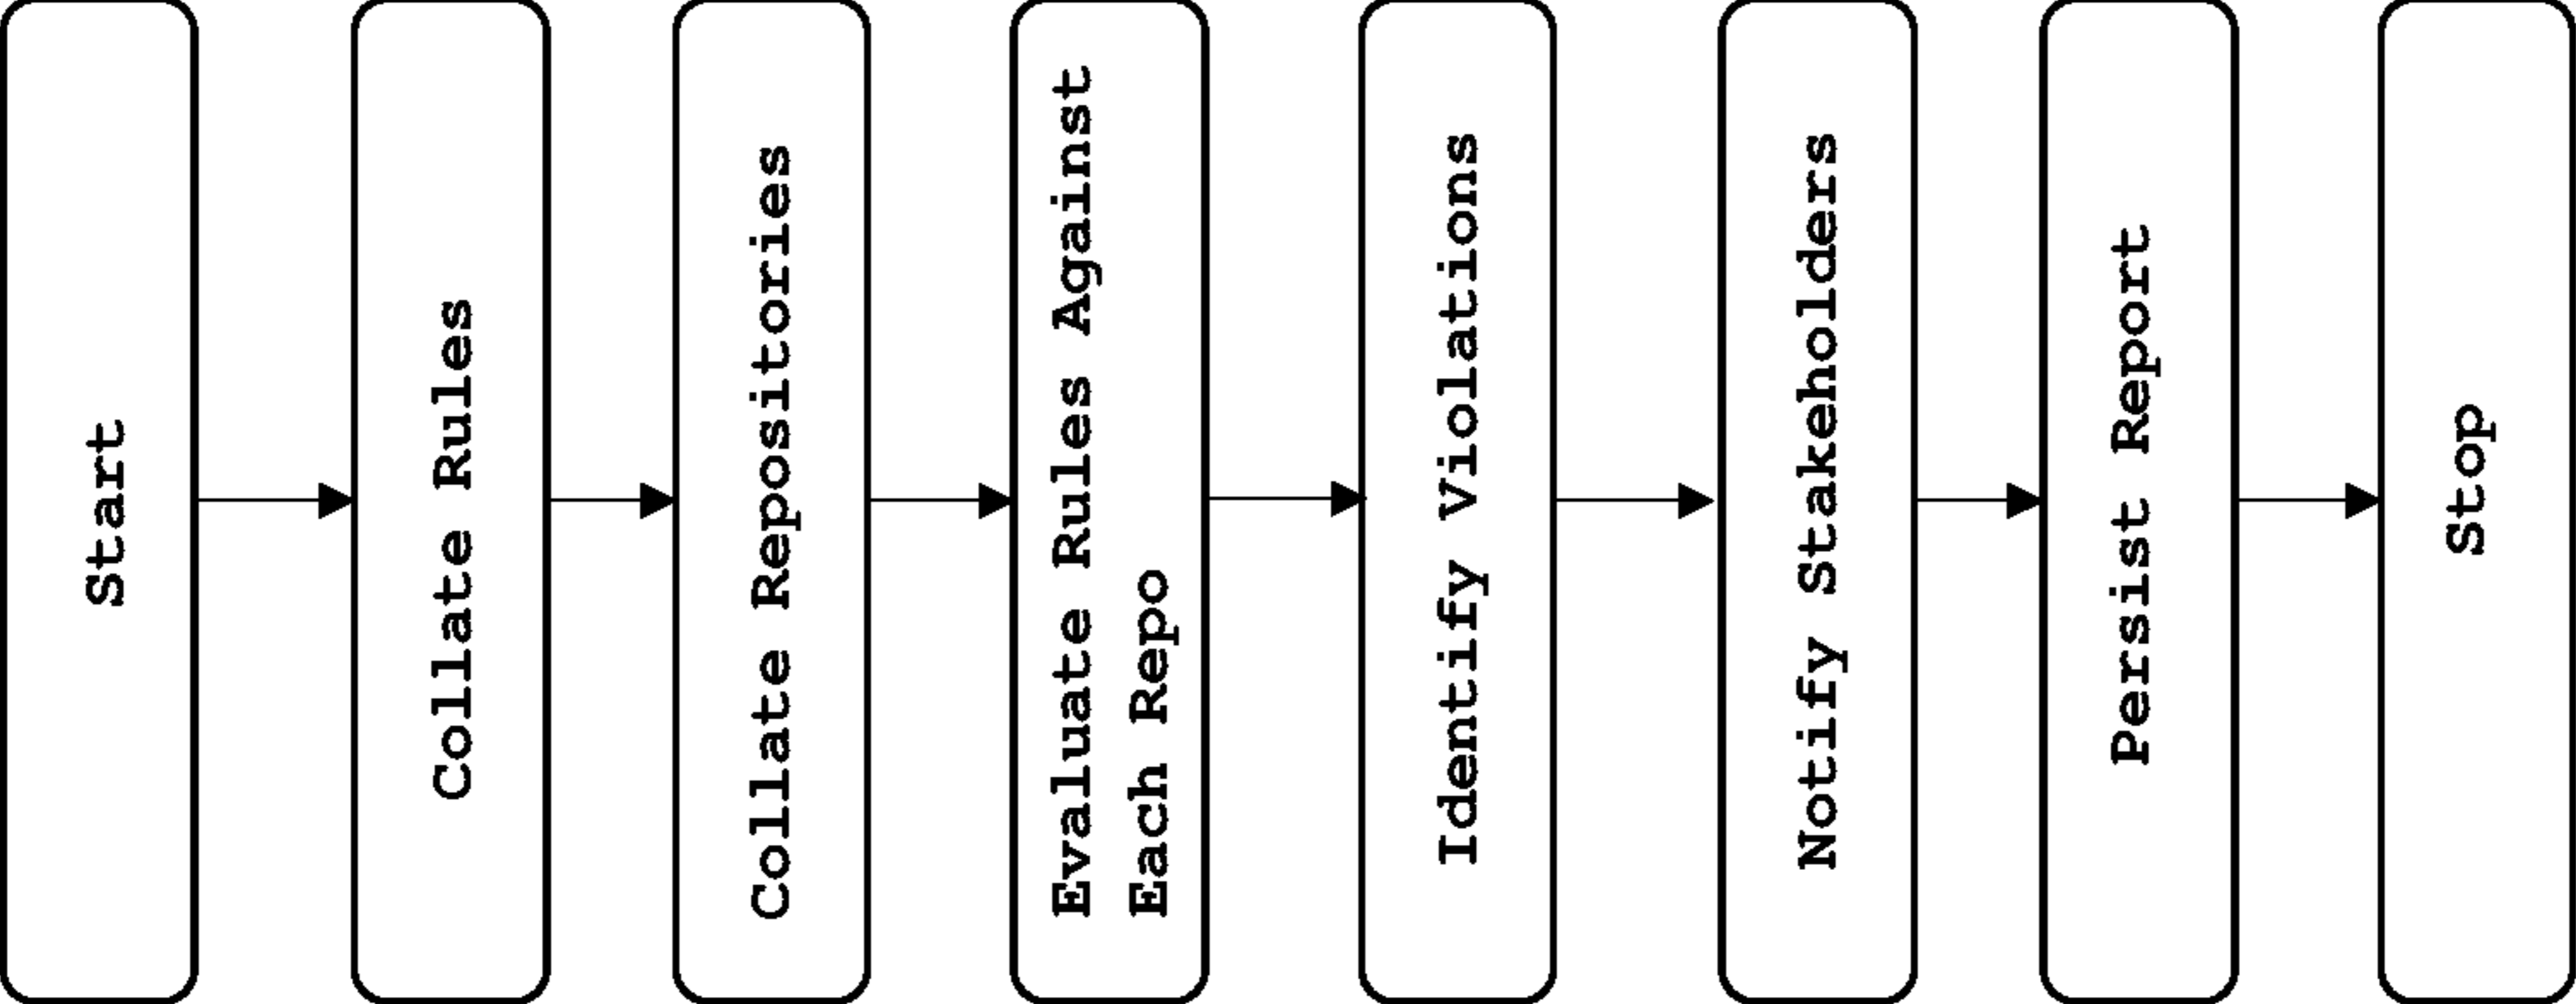 Start
Collate Rules
Collate Repositories
Evaluate Rules Against
Each Repo
Identify Violations
Notify Stakeholders
Persist Report
Stop